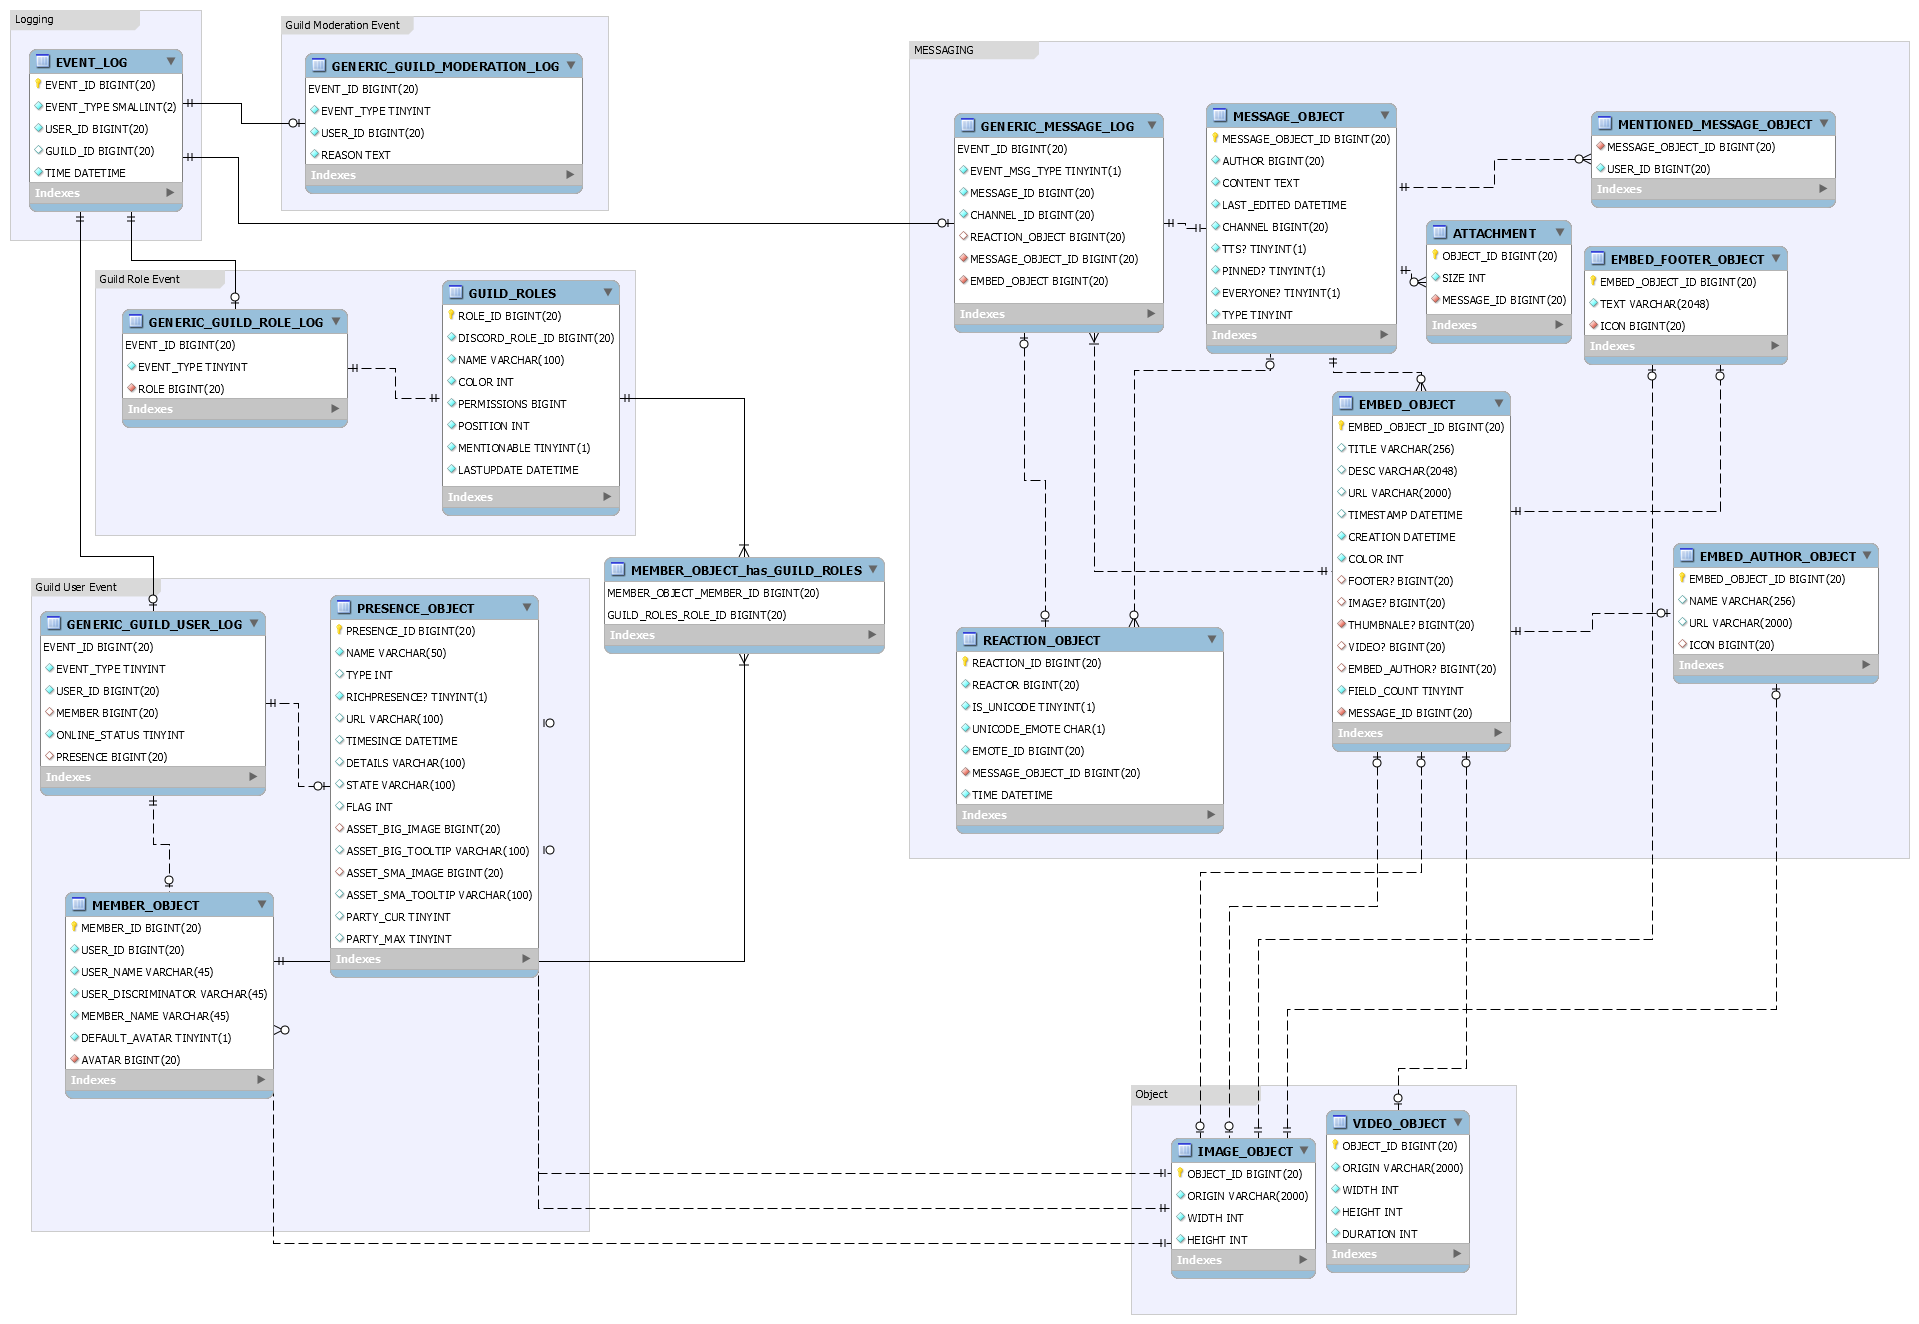 Logging
EVENT_LOG
EVENT_ID BIGINT(20)
EVENT_TYPE SMALLINT(2)
USER_ID BIGINT(20)
GUILD_ID BIGINT(20)
TIME DATETIME
Indexes
Guild Moderation Event
GENERIC_GUILD_MODERATION_LOG
EVENT_ID BIGINT(20)
EVENT_TYPE TINYINT
USER_ID BIGINT(20)
REASON TEXT
Indexes
Guild Role Event
GENERIC_GUILD_ROLE_LOG
EVENT_ID BIGINT(20)
EVENT_TYPE TINYINT
ROLE BIGINT(20)
Indexes
GUILD_ROLES
ROLE_ID BIGINT(20)
DISCORD_ROLE_ID BIGINT(20)
NAME VARCHAR(100)
COLOR INT
PERMISSIONS BIGINT
POSITION INT
MENTIONABLE TINYINT(1)
LASTUPDATE DATETIME
Indexes
MEMBER_OBJECT_has_GUILD_ROLES
MEMBER_OBJECT_MEMBER_ID BIGINT(20)
GUILD_ROLES_ROLE_ID BIGINT(20)
Indexes
Guild User Event
GENERIC_GUILD_USER_LOG
EVENT_ID BIGINT(20)
EVENT_TYPE TINYINT
USER_ID BIGINT(20)
MEMBER BIGINT(20)
ONLINE_STATUS TINYINT
PRESENCE BIGINT(20)
Indexes
PRESENCE_OBJECT
PRESENCE_ID BIGINT(20)
NAME VARCHAR(50)
TYPE INT
RICHPRESENCE? TINYINT(1)
URL VARCHAR(100)
TIMESINCE DATETIME
DETAILS VARCHAR(100)
STATE VARCHAR(100)
FLAG INT
ASSET_BIG_IMAGE BIGINT(20)
ASSET_BIG_TOOLTIP VARCHAR(100)
ASSET_SMA_IMAGE BIGINT(20)
ASSET_SMA_TOOLTIP VARCHAR(100)
PARTY_CUR TINYINT
PARTY_MAX TINYINT
Indexes
MEMBER_OBJECT
MEMBER_ID BIGINT(20)
USER_ID BIGINT(20)
USER_NAME VARCHAR(45)
USER_DISCRIMINATOR VARCHAR(45)
MEMBER_NAME VARCHAR(45)
DEFAULT_AVATAR TINYINT(1)
AVATAR BIGINT(20)
Indexes
MESSAGING
GENERIC_MESSAGE_LOG
EVENT_ID BIGINT(20)
EVENT_MSG_TYPE TINYINT(1)
MESSAGE_ID BIGINT(20)
CHANNEL_ID BIGINT(20)
REACTION_OBJECT BIGINT(20)
MESSAGE_OBJECT_ID BIGINT(20)
EMBED_OBJECT BIGINT(20)
Indexes
MESSAGE_OBJECT
MESSAGE_OBJECT_ID BIGINT(20)
AUTHOR BIGINT(20)
CONTENT TEXT
LAST_EDITED DATETIME
CHANNEL BIGINT(20)
TTS? TINYINT(1)
PINNED? TINYINT(1)
EVERYONE? TINYINT(1)
TYPE TINYINT
Indexes
MENTIONED_MESSAGE_OBJECT
MESSAGE_OBJECT_ID BIGINT(20)
USER_ID BIGINT(20)
Indexes
ATTACHMENT
OBJECT_ID BIGINT(20)
SIZE INT
MESSAGE_ID BIGINT(20)
Indexes
EMBED_FOOTER_OBJECT
EMBED_OBJECT_ID BIGINT(20)
TEXT VARCHAR(2048)
ICON BIGINT(20)
Indexes
EMBED_OBJECT
EMBED_OBJECT_ID BIGINT(20)
TITLE VARCHAR(256)
DESC VARCHAR(2048)
URL VARCHAR(2000)
TIMESTAMP DATETIME
CREATION DATETIME
COLOR INT
FOOTER? BIGINT(20)
IMAGE? BIGINT(20)
THUMBNALE? BIGINT(20)
VIDEO? BIGINT(20)
EMBED_AUTHOR? BIGINT(20)
FIELD_COUNT TINYINT
MESSAGE_ID BIGINT(20)
Indexes
EMBED_AUTHOR_OBJECT
EMBED_OBJECT_ID BIGINT(20)
NAME VARCHAR(256)
URL VARCHAR(2000)
ICON BIGINT(20)
Indexes
REACTION_OBJECT
REACTION_ID BIGINT(20)
REACTOR BIGINT(20)
IS_UNICODE TINYINT(1)
UNICODE_EMOTE CHAR(1)
EMOTE_ID BIGINT(20)
MESSAGE_OBJECT_ID BIGINT(20)
TIME DATETIME
Indexes
Object
IMAGE_OBJECT
OBJECT_ID BIGINT(20)
ORIGIN VARCHAR(2000)
WIDTH INT
HEIGHT INT
Indexes
VIDEO_OBJECT
OBJECT_ID BIGINT(20)
ORIGIN VARCHAR(2000)
WIDTH INT
HEIGHT INT
DURATION INT
Indexes